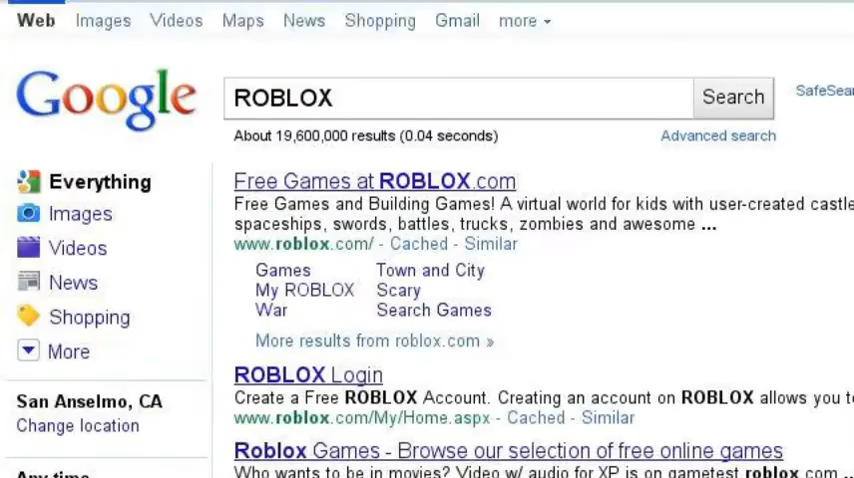 Web Images Videos Maps News Shopping Gmail more
Google
ROBLOX
Search
SafeSear
About 19,600,000 results (0.04 seconds)
Advanced search
Everything
Images
Videos
News
Shopping
More
San Anselmo, CA
Change location
Any time
Free Games at ROBLOX.com
Free Games and Building Games! A virtual world for kids with user-created castle
spaceships, swords, battles, trucks, zombies and awesome ...
www.roblox.com/ - Cached - Similar
Games Town and City
My ROBLOX Scary
War Search Games
More results from roblox.com »
ROBLOX Login
Create a Free ROBLOX Account. Creating an account on ROBLOX allows you t
www.roblox.com/My/Home.aspx - Cached - Similar
Roblox Games - Browse our selection of free online games
Who wants to be in movies? Video w/ audio for XP is on gametest roblox com ...